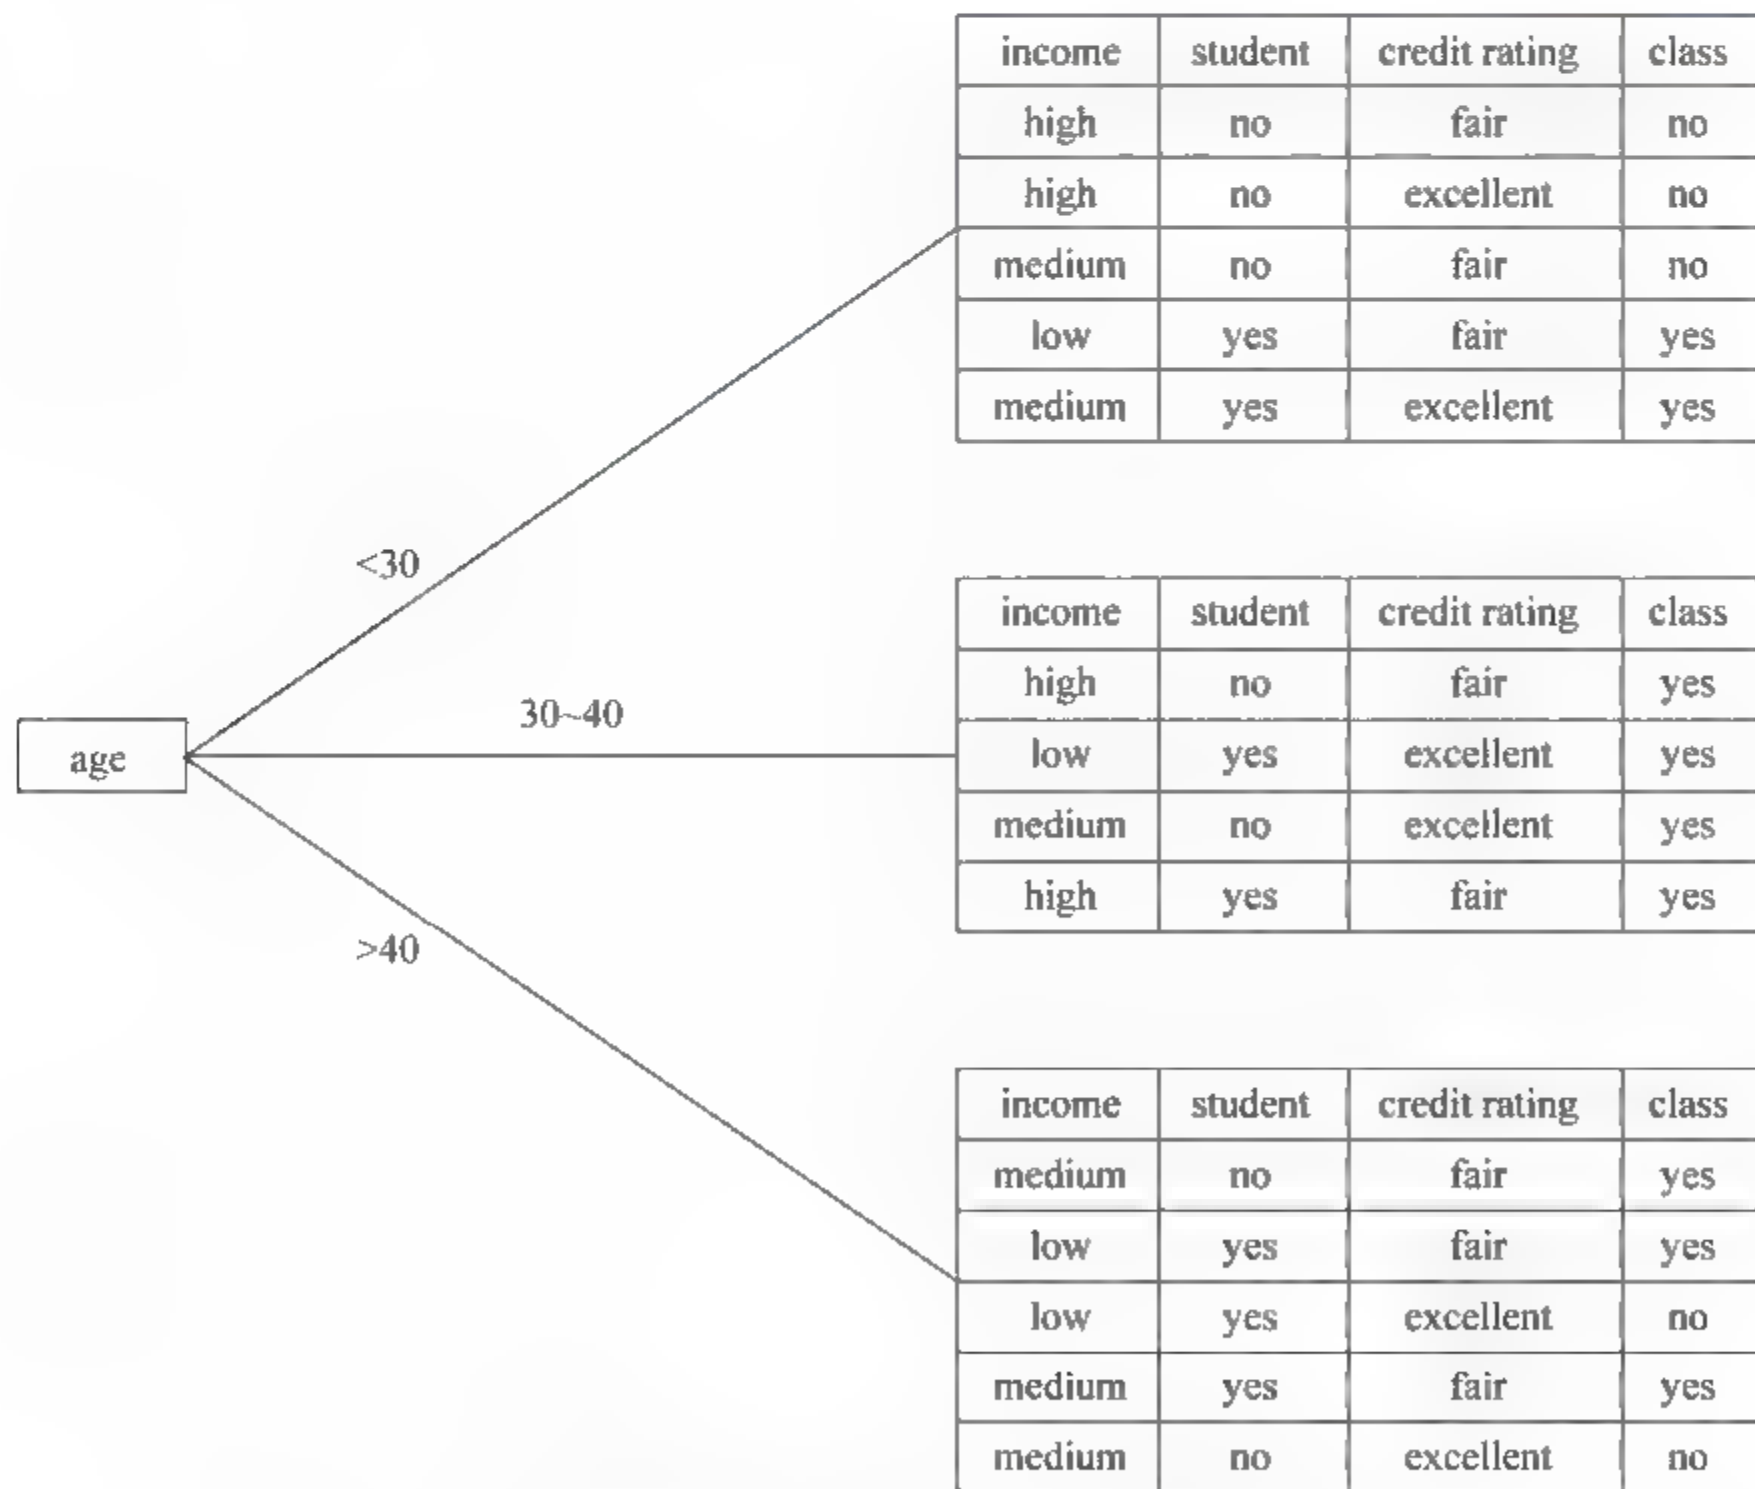 income student credit rating class
high no fair no
high no excellent no
medium no fair no
low yes fair yes
medium yes excellent yes
<30
income student credit rating class
high no fair yes
30~40
low yes excellent yes
age
medium no excellent yes
high yes fair yes
>40
income student credit rating class
medium no fair yes
low yes fair yes
low yes excellent no
medium yes fair yes
medium no excellent no